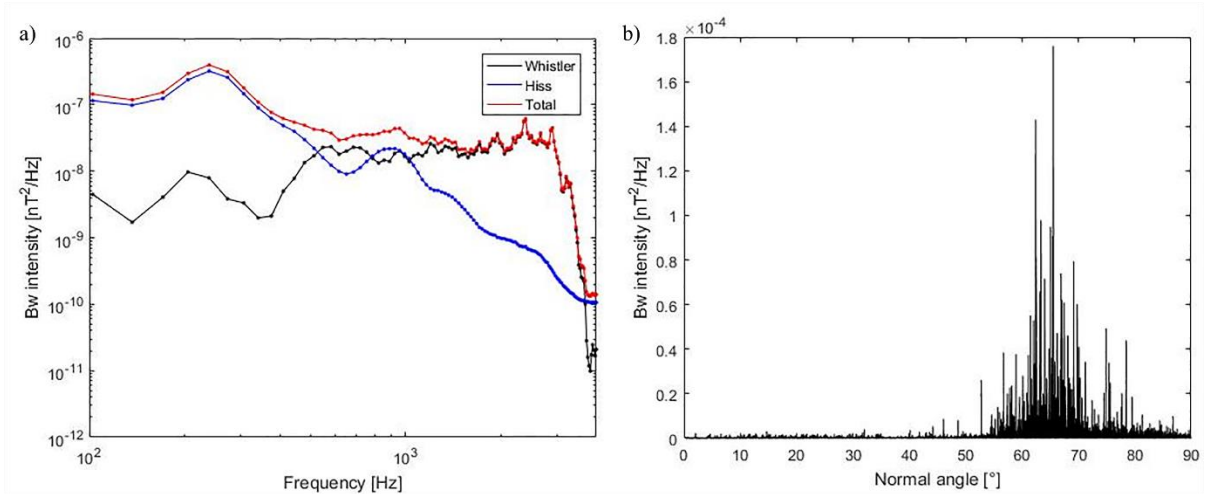 a)
10^-6
10^-7
10^-8
10^-9
10^-10
10^-11
10^-12
Bw intensity [nT^2/Hz]
10^2
10^3
Frequency [Hz]
Whistler
Hiss
Total
b)
×10^-4
1.8
1.6
1.4
1.2
1
0.8
0.6
0.4
0.2
0
Bw intensity [nT^2/Hz]
0 10 20 30 40 50 60 70 80 90
Normal angle [°]